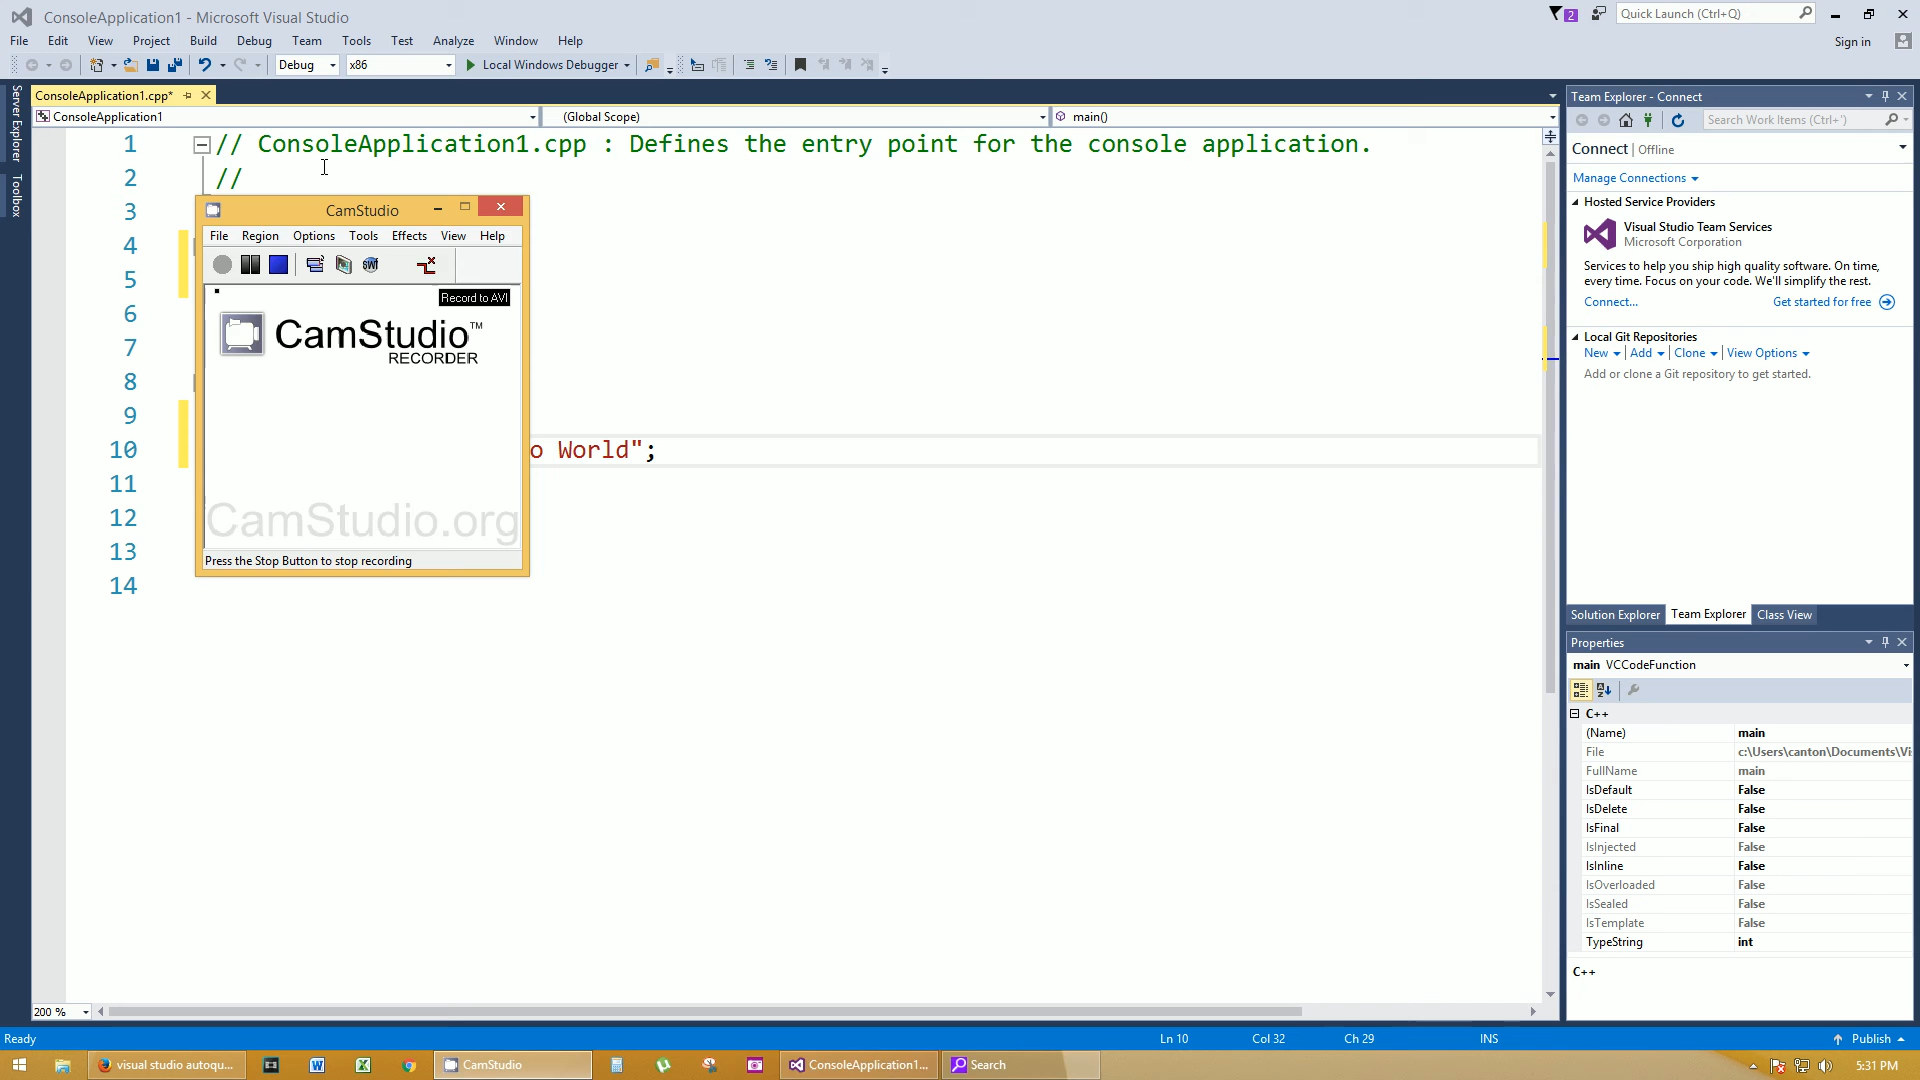 ConsoleApplication1 - Microsoft Visual Studio
2
Quick Launch (Ctrl+Q)
File Edit View Project Build Debug Team Tools Test Analyze Window Help
Sign in
Debug x86 Local Windows Debugger
Server Explorer
Toolbox
ConsoleApplication1.cpp*
ConsoleApplication1 (Global Scope) main()
1 // ConsoleApplication1.cpp : Defines the entry point for the console application.
2 //
3
4
5
6
7
8
9
10 o World";
11
12
13
14
CamStudio
File Region Options Tools Effects View Help
SWF
Record to AVI
CamStudio™
RECORDER
CamStudio.org
Press the Stop Button to stop recording
Team Explorer - Connect
Search Work Items (Ctrl+')
Connect | Offline
Manage Connections
Hosted Service Providers
Visual Studio Team Services
Microsoft Corporation
Services to help you ship high quality software. On time,
every time. Focus on your code. We'll simplify the rest.
Connect... Get started for free
Local Git Repositories
New | Add | Clone | View Options
Add or clone a Git repository to get started.
Solution Explorer Team Explorer Class View
Properties
main VCCodeFunction
C++
(Name) main
File c:\Users\canton\Documents\Vi
FullName main
IsDefault False
IsDelete False
IsFinal False
IsInjected False
IsInline False
IsOverloaded False
IsSealed False
IsTemplate False
TypeString int
C++
200 %
Ready Ln 10 Col 32 Ch 29 INS Publish
visual studio autoqu... CamStudio ConsoleApplication1... Search 5:31 PM